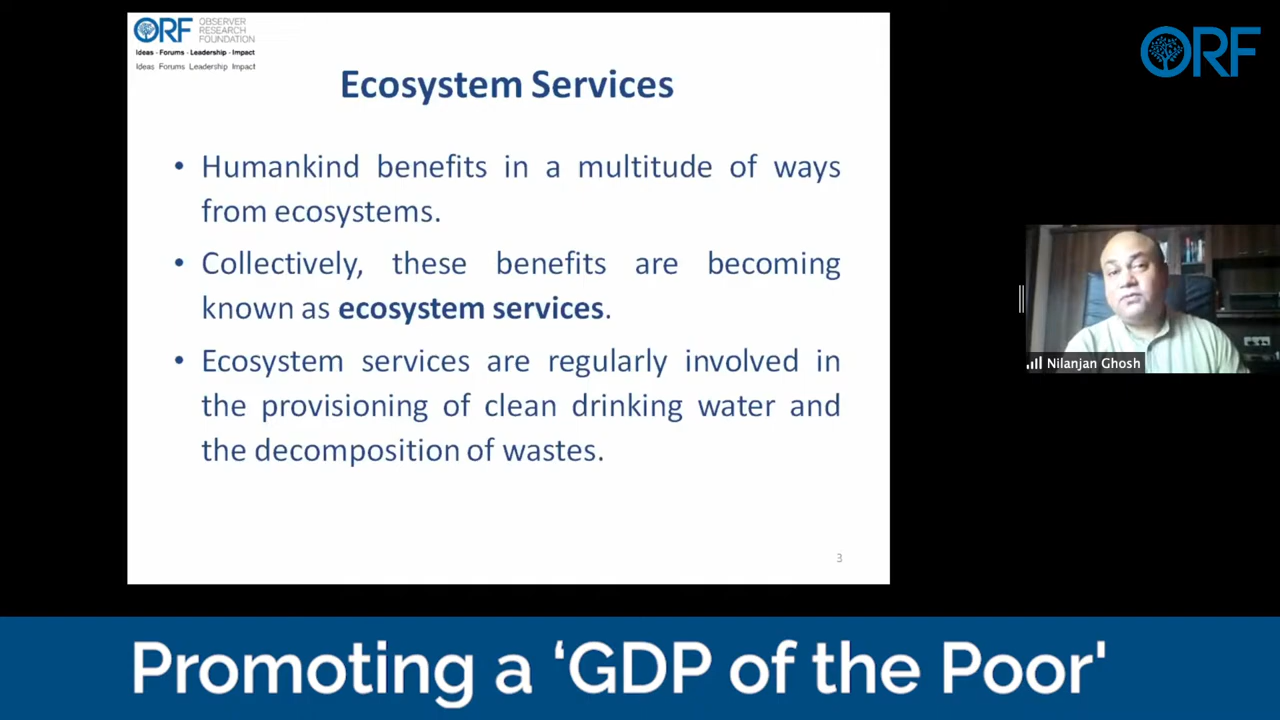 ORF
OBSERVER
RESEARCH
FOUNDATION
Ideas · Forums · Leadership · Impact
Ideas Forums Leadership Impact
ORF
Ecosystem Services
• Humankind benefits in a multitude of ways
from ecosystems.
• Collectively, these benefits are becoming
known as ecosystem services.
• Ecosystem services are regularly involved in
the provisioning of clean drinking water and
the decomposition of wastes.
3
Nilanjan Ghosh
Promoting a ‘GDP of the Poor'